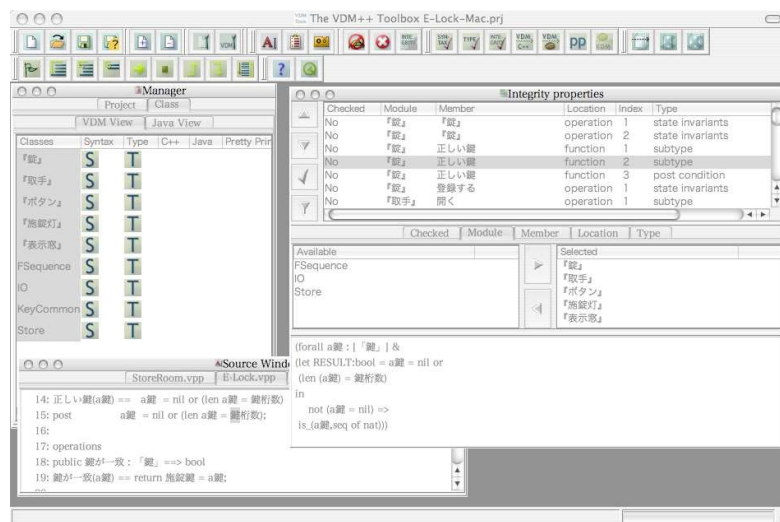 The VDM++ Toolbox E-Lock-Mac.prj
Manager
Project Class
VDM View Java View
Classes Syntax Type C++ Java Pretty Prin
『錠』 S T
『取手』 S T
『ボタン』 S T
『施錠灯』 S T
『表示窓』 S T
FSequence S T
IO S T
KeyCommon S T
Store S T
Integrity properties
Checked Module Member Location Index Type
No 『錠』 『錠』 operation 1 state invariants
No 『錠』 『錠』 operation 2 state invariants
No 『錠』 正しい鍵 function 1 subtype
No 『錠』 正しい鍵 function 2 subtype
No 『錠』 正しい鍵 function 3 post condition
No 『錠』 登録する operation 1 state invariants
No 『取手』 開く operation 1 subtype
Checked Module Member Location Type
Available
FSequence
IO
Store
Selected
『錠』
『取手』
『ボタン』
『施錠灯』
『表示窓』
(forall a鍵 : [「鍵」] &
(let RESULT:bool = a鍵 = nil or
(len (a鍵) = 鍵桁数)
in
not (a鍵 = nil) =>
is_(a鍵,seq of nat)))
Source Windo
StoreRoom.vpp E-Lock.vpp
14: 正しい鍵(a鍵) == a鍵 = nil or (len a鍵 = 鍵桁数)
15: post a鍵 = nil or (len a鍵 = 鍵桁数);
16:
17: operations
18: public 鍵が一致 : 「鍵」 ==> bool
19: 鍵が一致(a鍵) == return 施錠鍵 = a鍵;